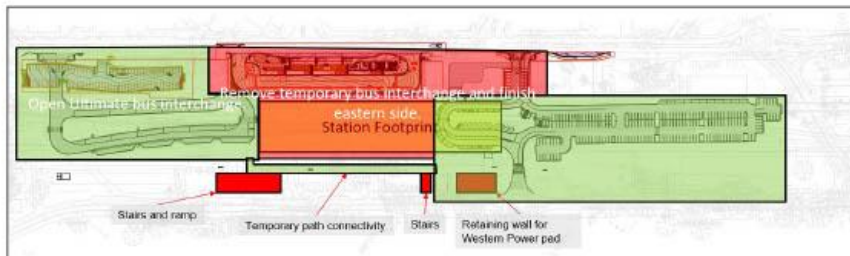 Remove temporary bus interchange and finish
Open Ultimate bus interchange
eastern side.
Station Footprint
Stairs and ramp
Temporary path connectivity
Stairs
Retaining wall for
Western Power pad